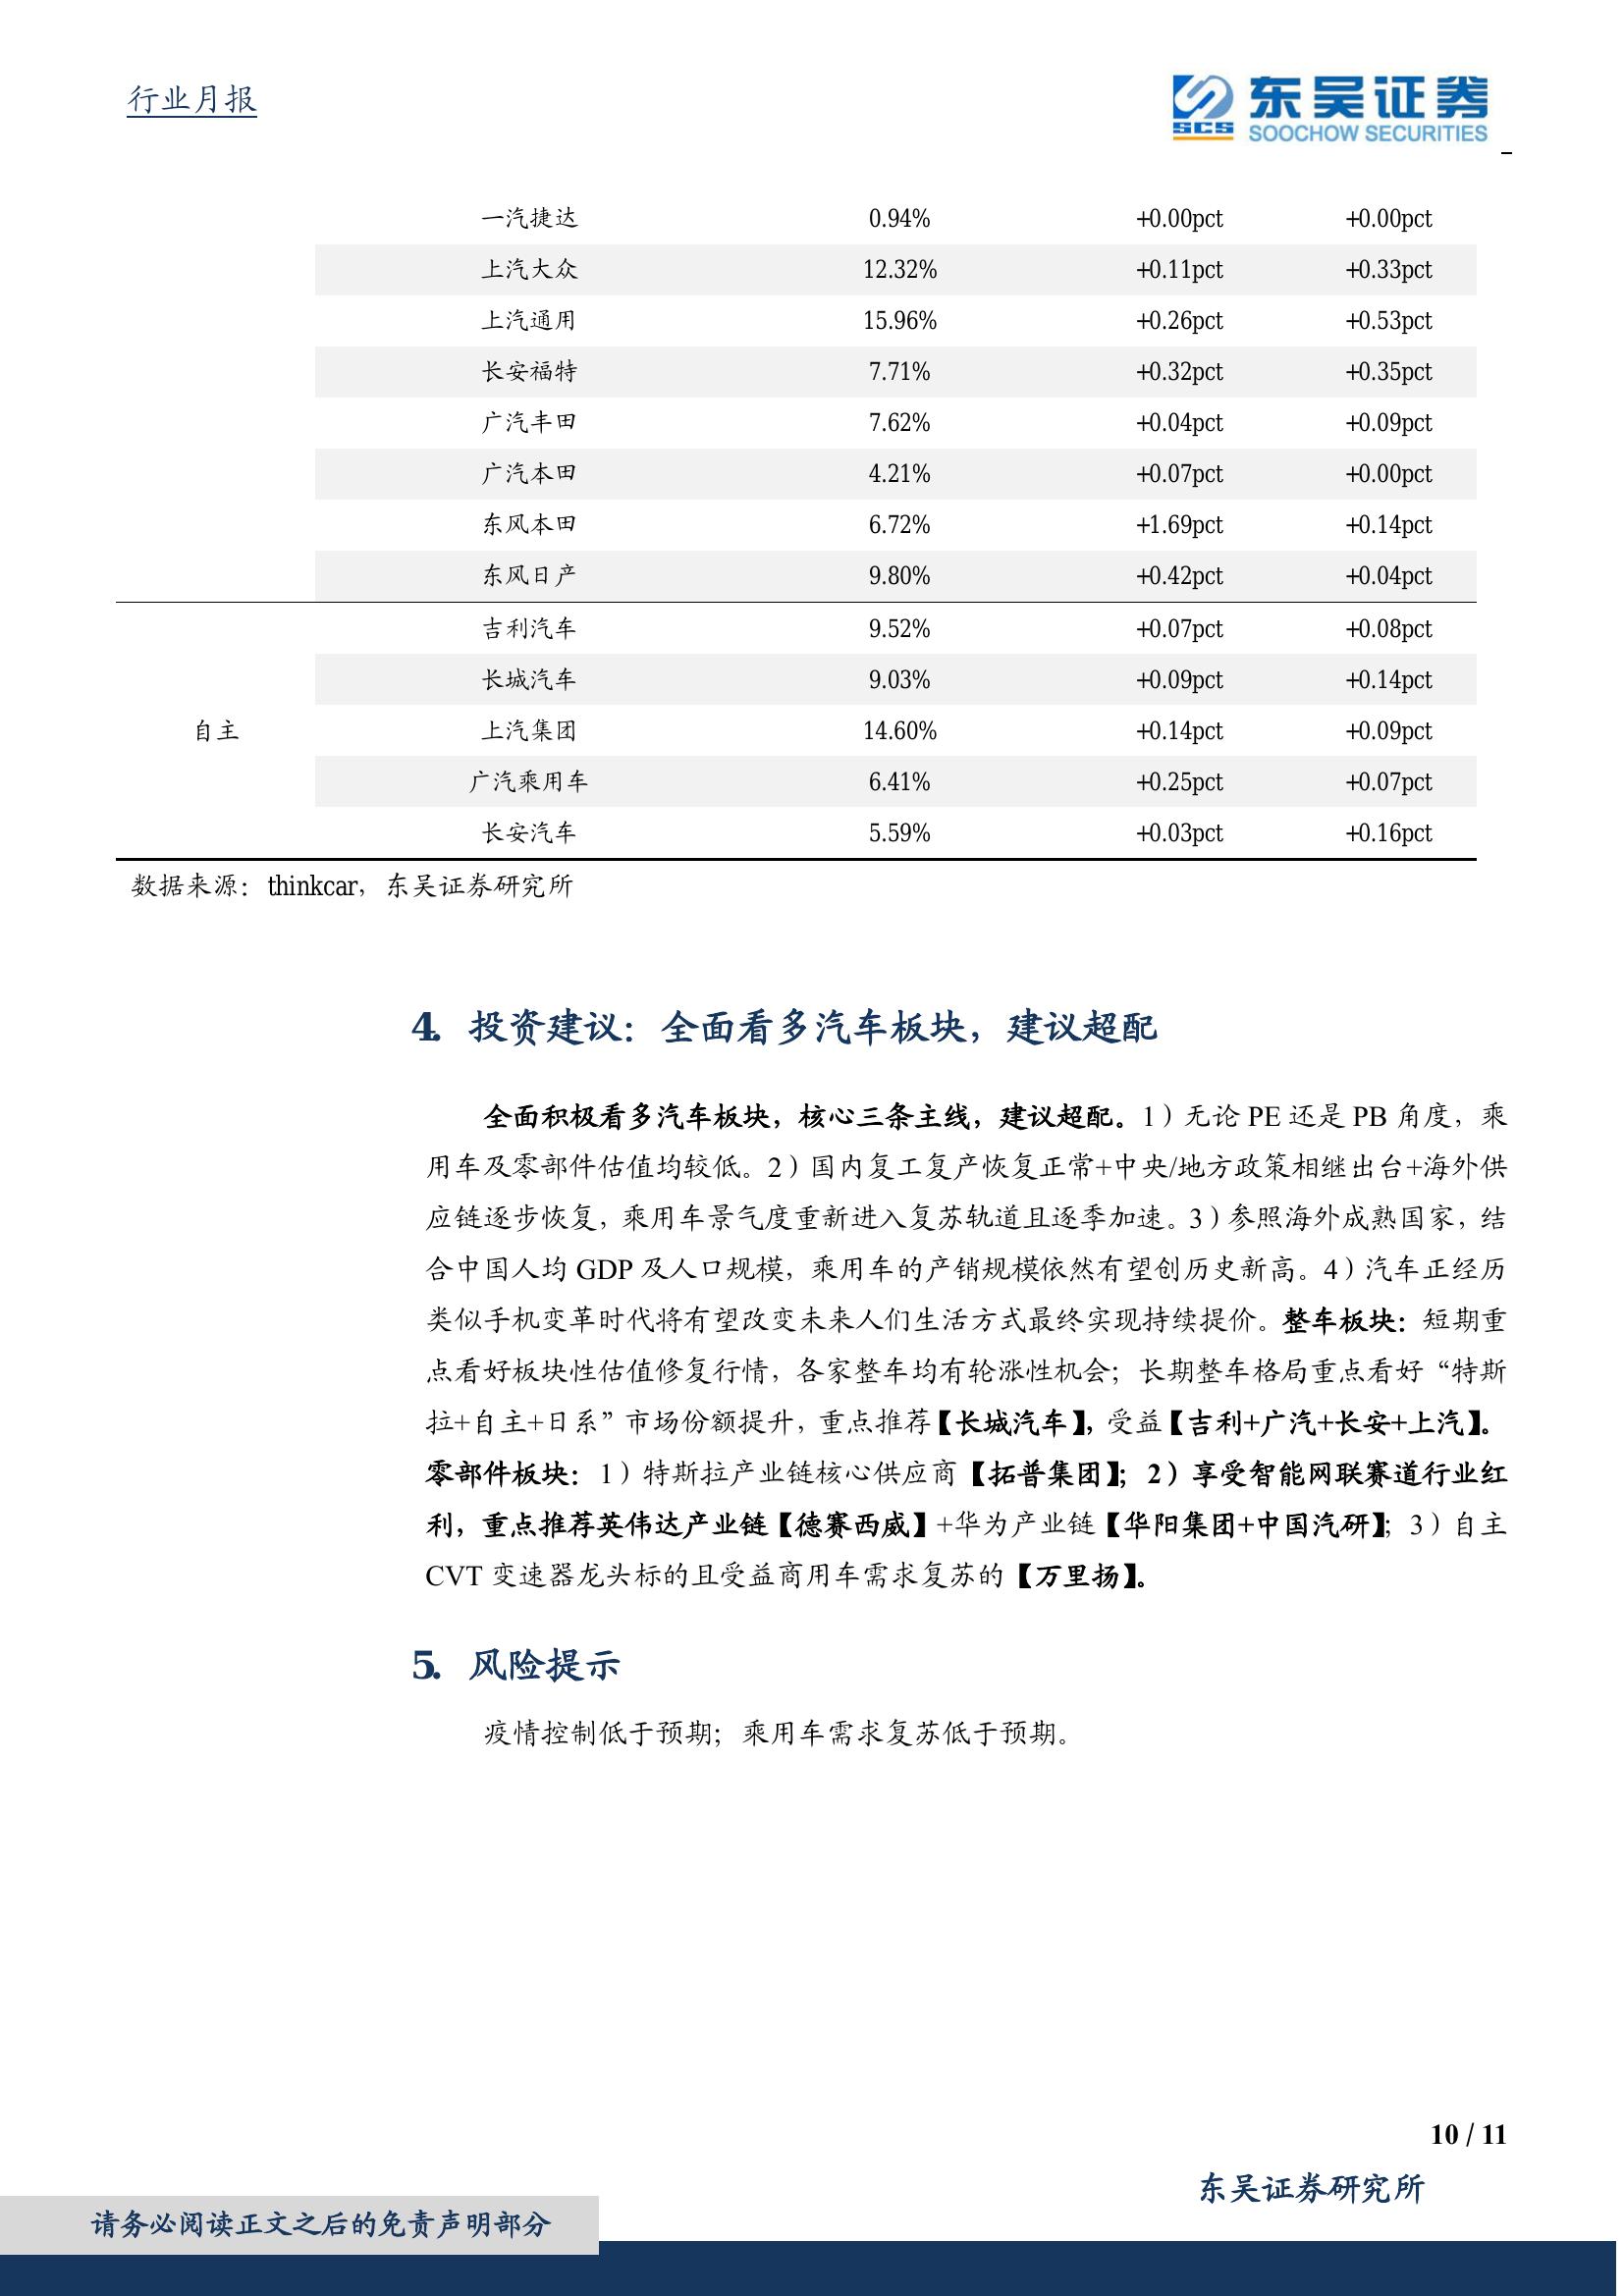 行业月报
东吴证券
SCS
SOOCHOW SECURITIES
一汽捷达 0.94% +0.00pct +0.00pct
上汽大众 12.32% +0.11pct +0.33pct
上汽通用 15.96% +0.26pct +0.53pct
长安福特 7.71% +0.32pct +0.35pct
广汽丰田 7.62% +0.04pct +0.09pct
广汽本田 4.21% +0.07pct +0.00pct
东风本田 6.72% +1.69pct +0.14pct
东风日产 9.80% +0.42pct +0.04pct
吉利汽车 9.52% +0.07pct +0.08pct
长城汽车 9.03% +0.09pct +0.14pct
自主 上汽集团 14.60% +0.14pct +0.09pct
广汽乘用车 6.41% +0.25pct +0.07pct
长安汽车 5.59% +0.03pct +0.16pct
数据来源：thinkcar，东吴证券研究所
4. 投资建议：全面看多汽车板块，建议超配
全面积极看多汽车板块，核心三条主线，建议超配。1）无论 PE 还是 PB 角度，乘
用车及零部件估值均较低。2）国内复工复产恢复正常+中央/地方政策相继出台+海外供
应链逐步恢复，乘用车景气度重新进入复苏轨道且逐季加速。3）参照海外成熟国家，结
合中国人均 GDP 及人口规模，乘用车的产销规模依然有望创历史新高。4）汽车正经历
类似手机变革时代将有望改变未来人们生活方式最终实现持续提价。整车板块：短期重
点看好板块性估值修复行情，各家整车均有轮涨性机会；长期整车格局重点看好“特斯
拉+自主+日系”市场份额提升，重点推荐【长城汽车】，受益【吉利+广汽+长安+上汽】。
零部件板块：1）特斯拉产业链核心供应商【拓普集团】；2）享受智能网联赛道行业红
利，重点推荐英伟达产业链【德赛西威】+华为产业链【华阳集团+中国汽研】；3）自主
CVT 变速器龙头标的且受益商用车需求复苏的【万里扬】。
5. 风险提示
疫情控制低于预期；乘用车需求复苏低于预期。
10 / 11
东吴证券研究所
请务必阅读正文之后的免责声明部分